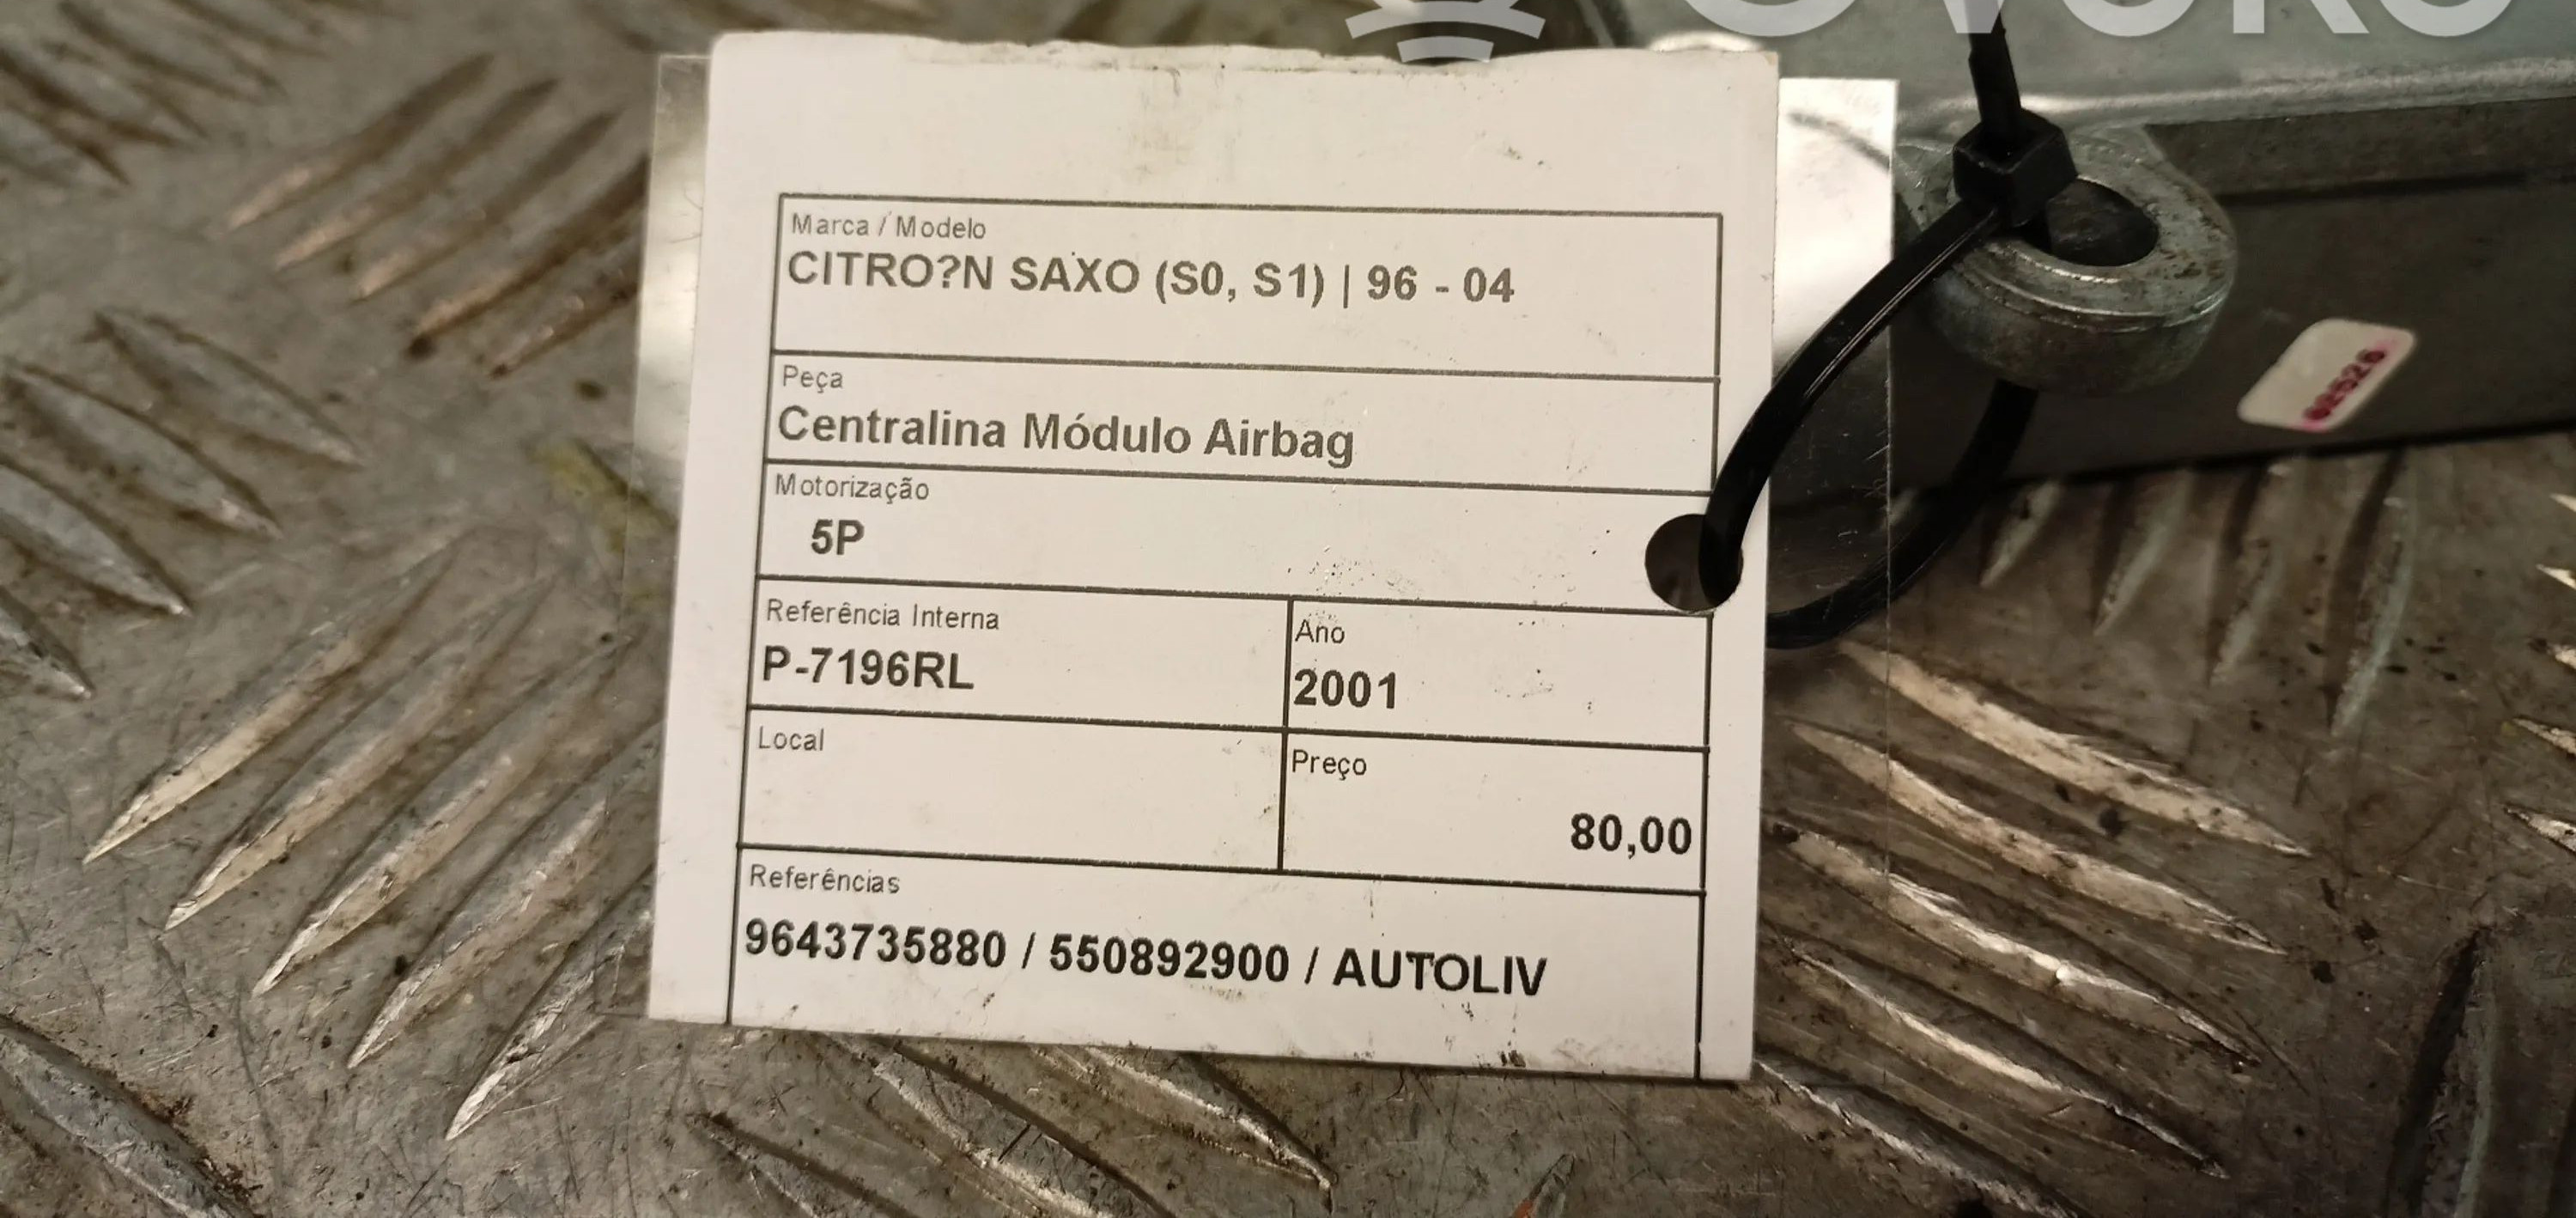 Marca / Modelo
CITRO?N SAXO (S0, S1) | 96 - 04
Peça
Centralina Módulo Airbag
Motorização
5P
Referência Interna
P-7196RL
Ano
2001
Local
Preço
80,00
Referências
9643735880 / 550892900 / AUTOLIV